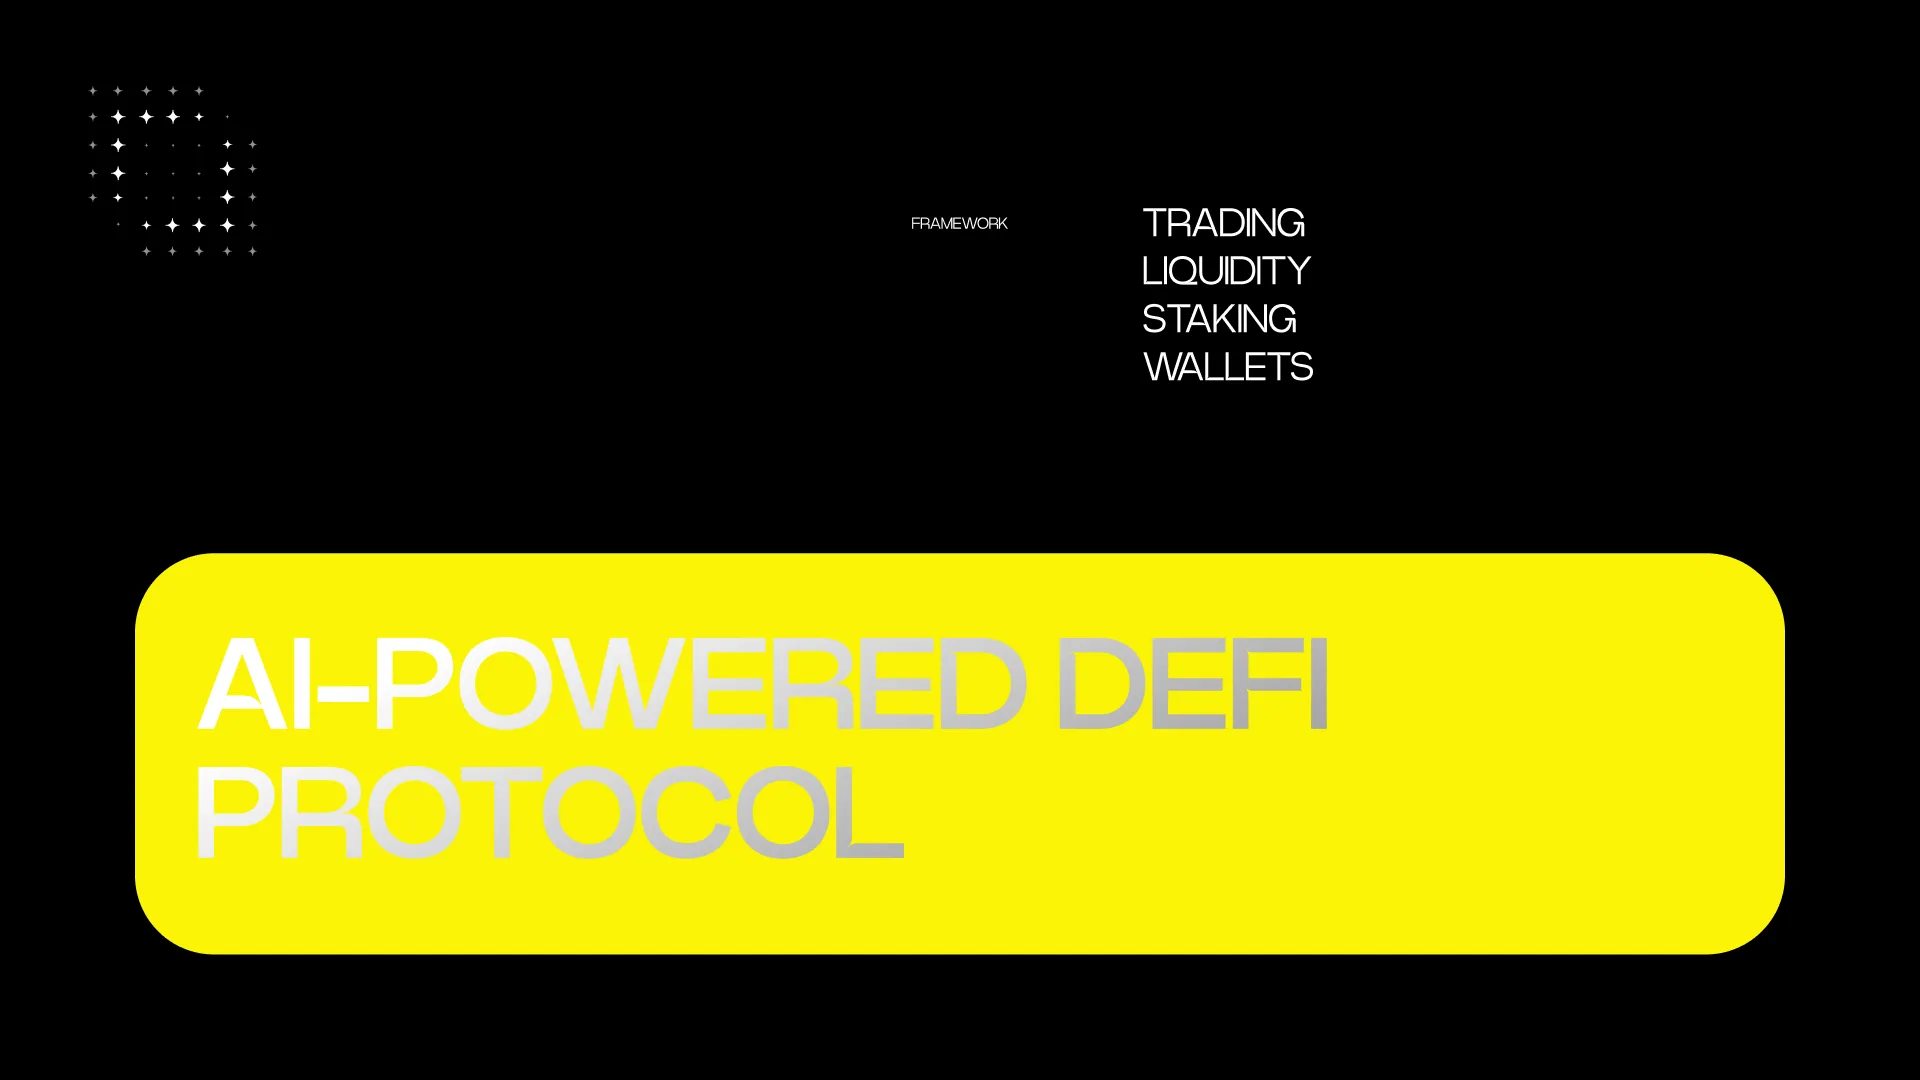 FRAMEWORK
TRADING
LIQUIDITY
STAKING
WALLETS
AI-POWERED DEFI
PROTOCOL